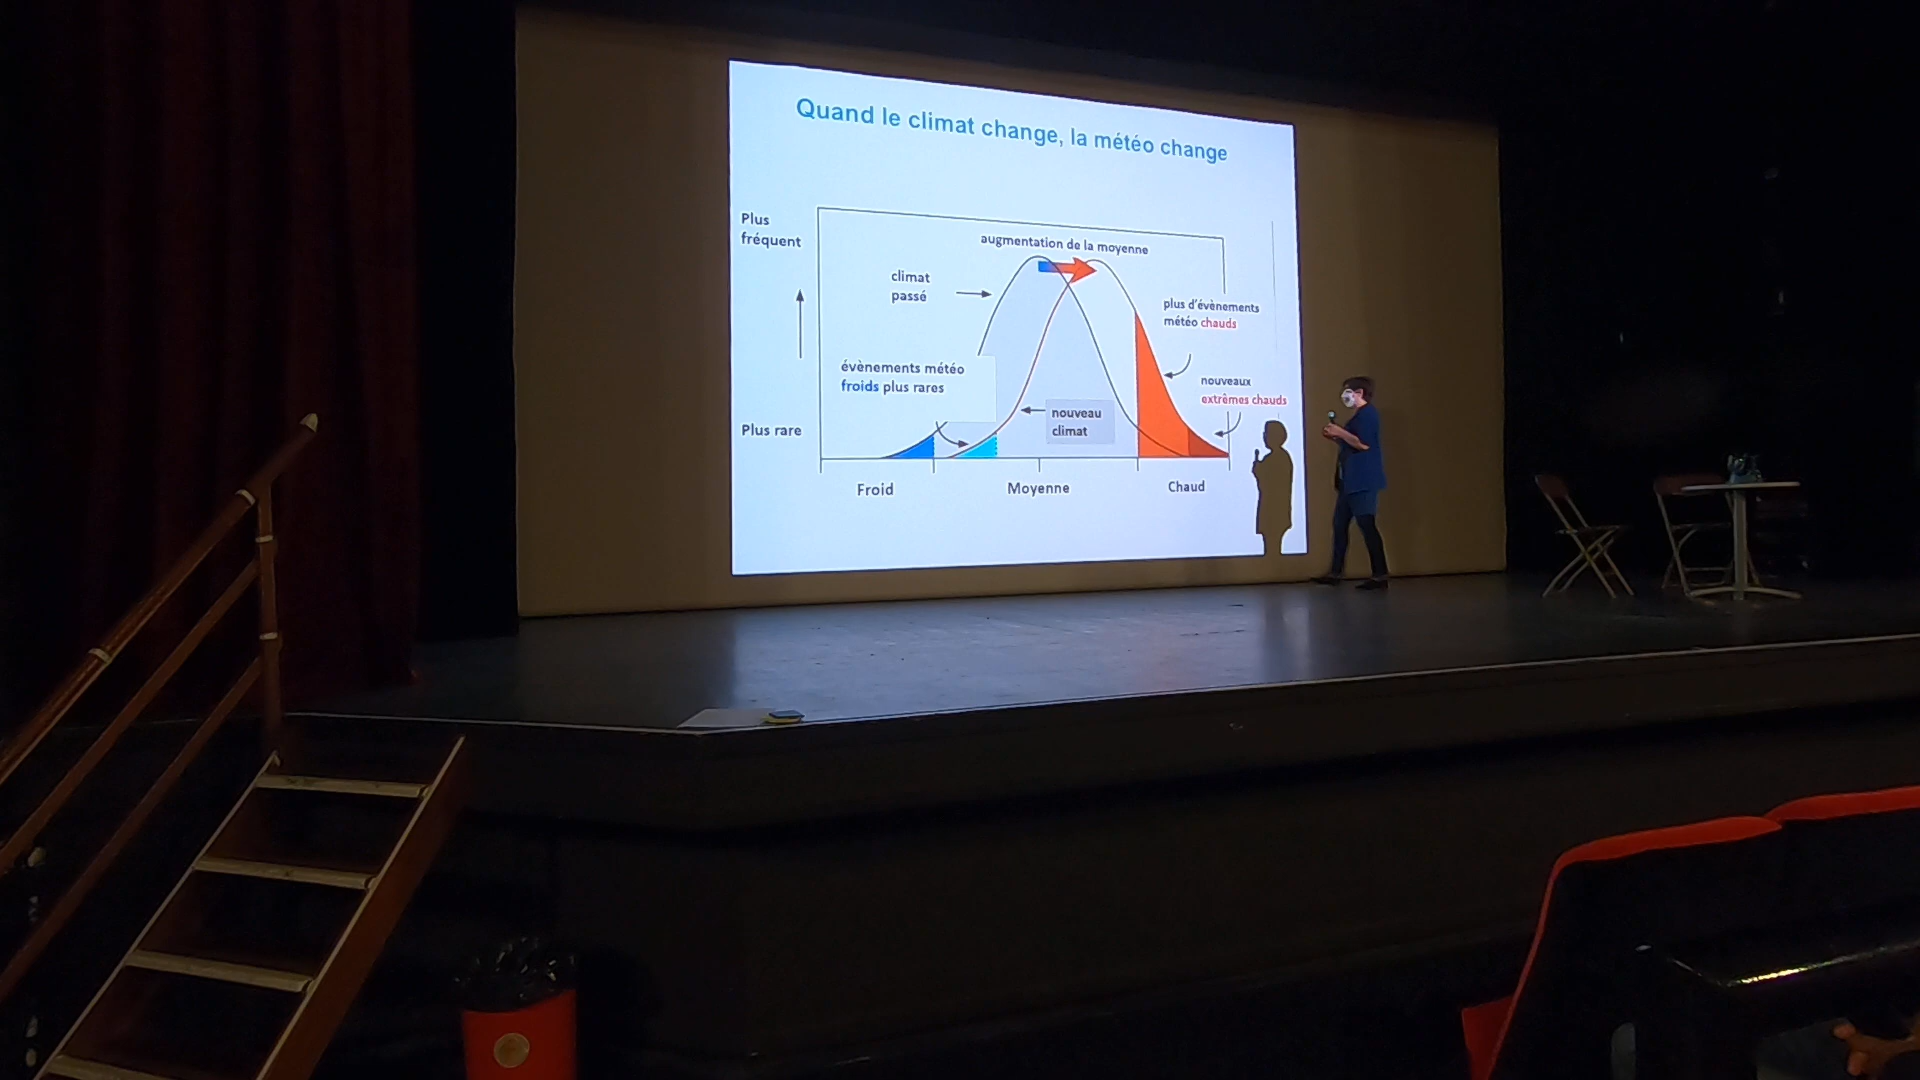 Quand le climat change, la météo change
Plus
fréquent
augmentation de la moyenne
climat
passé
plus d'évènements
météo chauds
évènements météo
froids plus rares
nouveaux
extrêmes chauds
nouveau
climat
Plus rare
Froid
Moyenne
Chaud